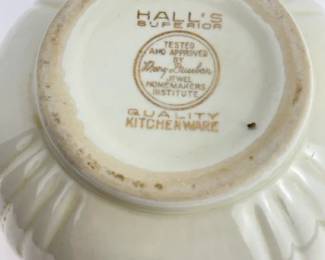 HALL'S
SUPERIOR
TESTED
AND APPROVED
BY
Mary Dunbar
JEWEL
HOMEMAKERS
INSTITUTE
QUALITY
KITCHENWARE